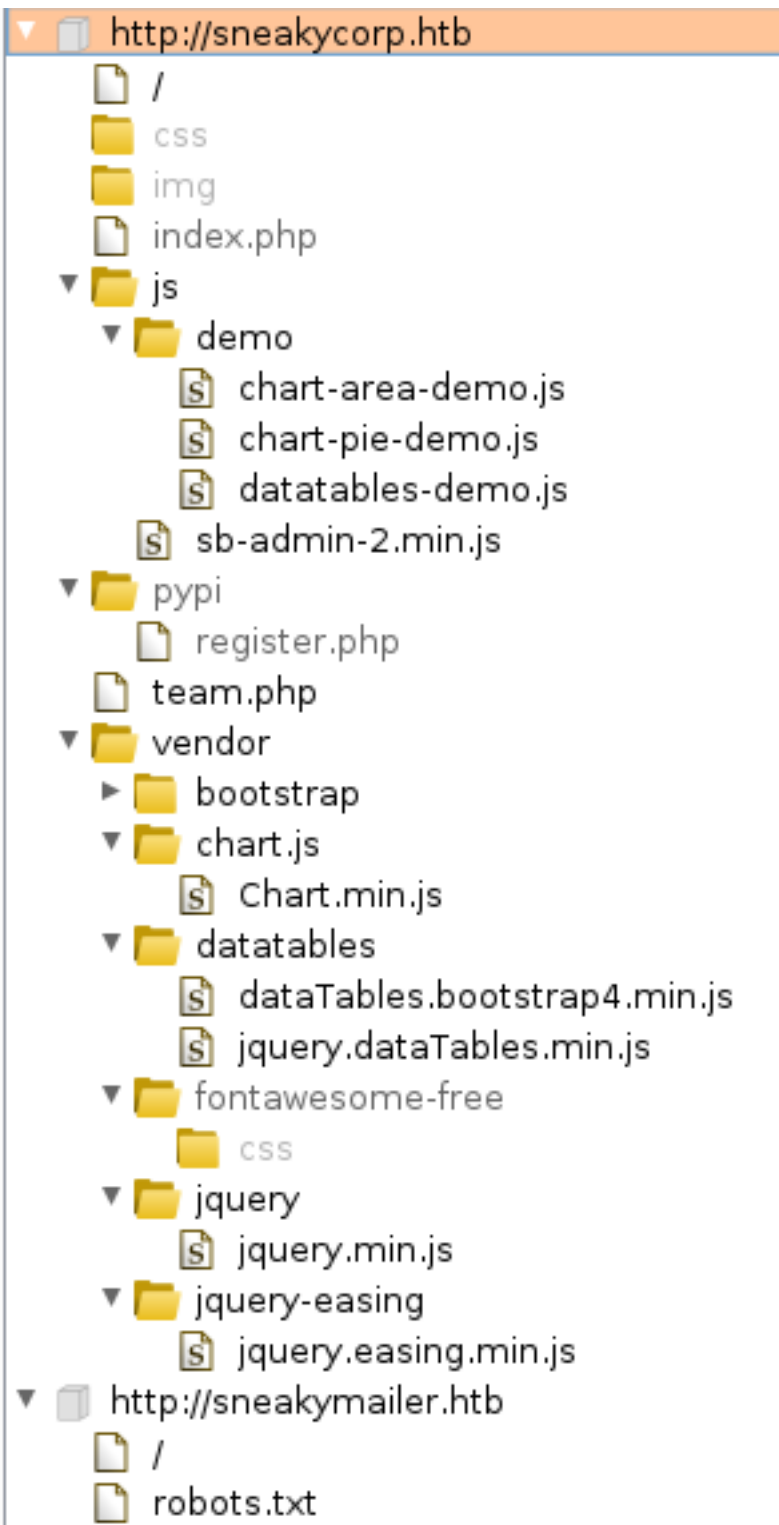 http://sneakycorp.htb
/
css
img
index.php
js
demo
chart-area-demo.js
chart-pie-demo.js
datatables-demo.js
sb-admin-2.min.js
pypi
register.php
team.php
vendor
bootstrap
chart.js
Chart.min.js
datatables
dataTables.bootstrap4.min.js
jquery.dataTables.min.js
fontawesome-free
css
jquery
jquery.min.js
jquery-easing
jquery.easing.min.js
http://sneakymailer.htb
/
robots.txt